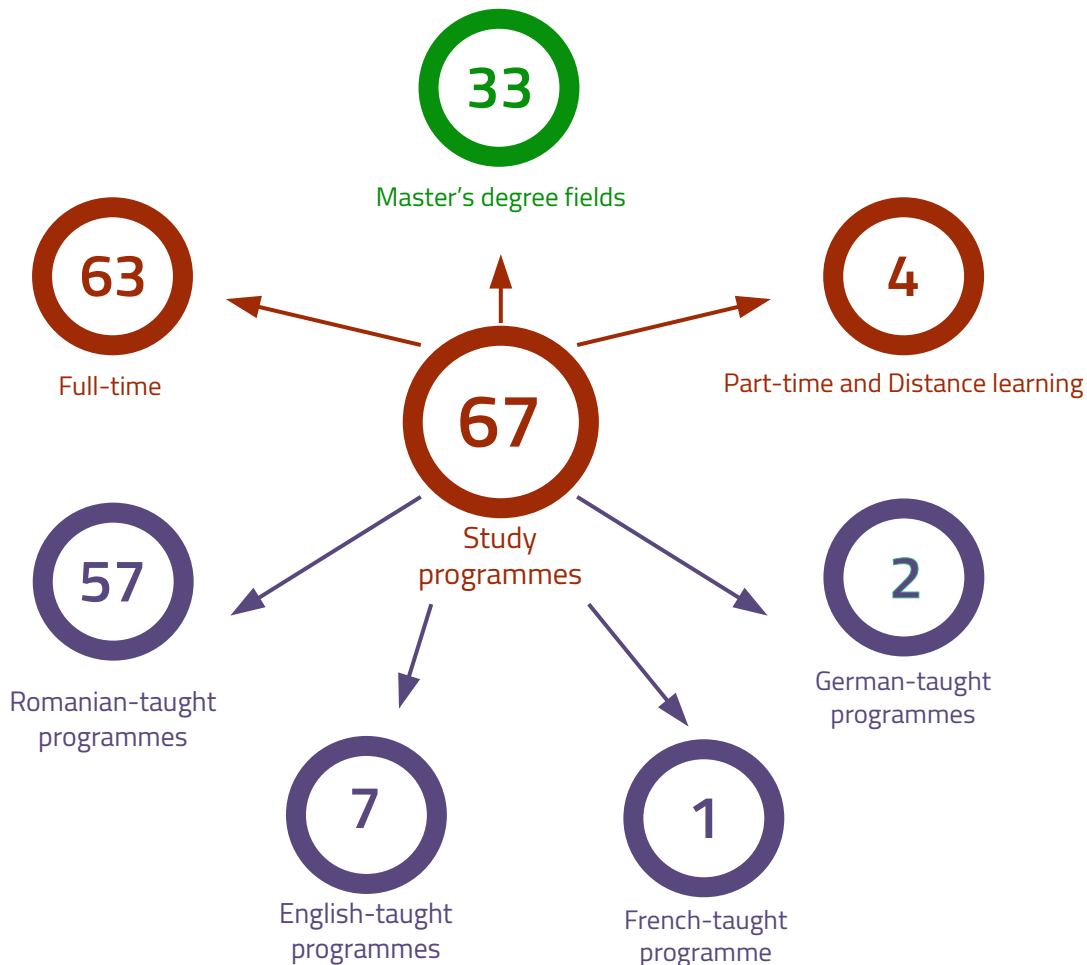 33
Master's degree fields
63
Full-time
4
Part-time and Distance learning
67
Study
programmes
57
Romanian-taught
programmes
2
German-taught
programmes
7
English-taught
programmes
1
French-taught
programme